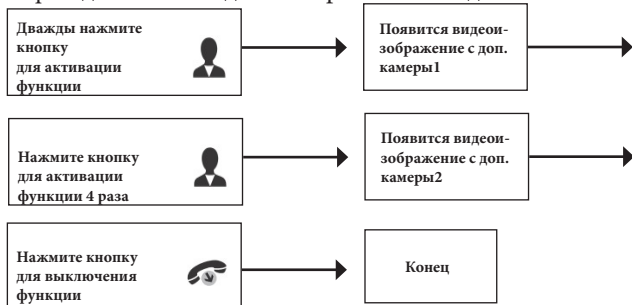 Дважды нажмите
кнопку
для активации
функции
Появится видеои-
зображение с доп.
камеры1
Нажмите кнопку
для активации
функции 4 раза
Появится видеои-
зображение с доп.
камеры2
Нажмите кнопку
для выключения
функции
Конец